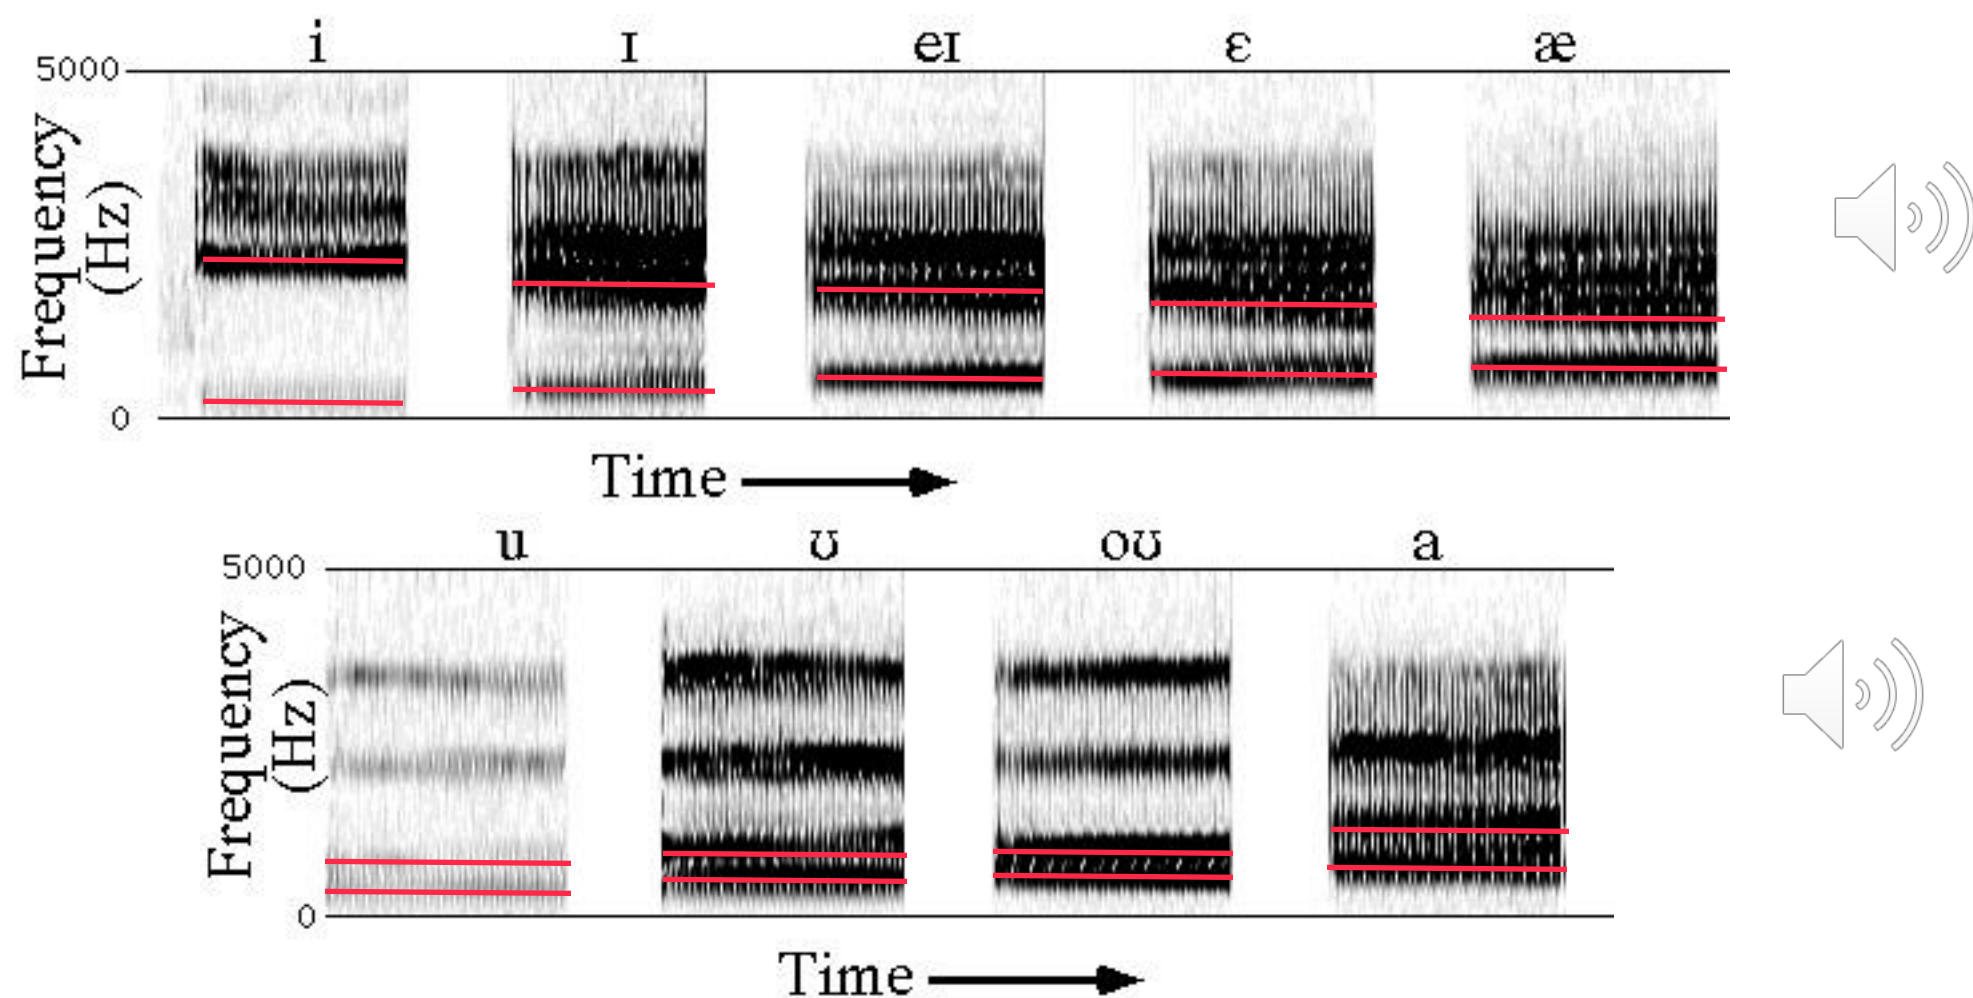 i ɪ eɪ ɛ æ
5000
Frequency
(Hz)
0
Time
u ʊ oʊ a
5000
Frequency
(Hz)
0
Time